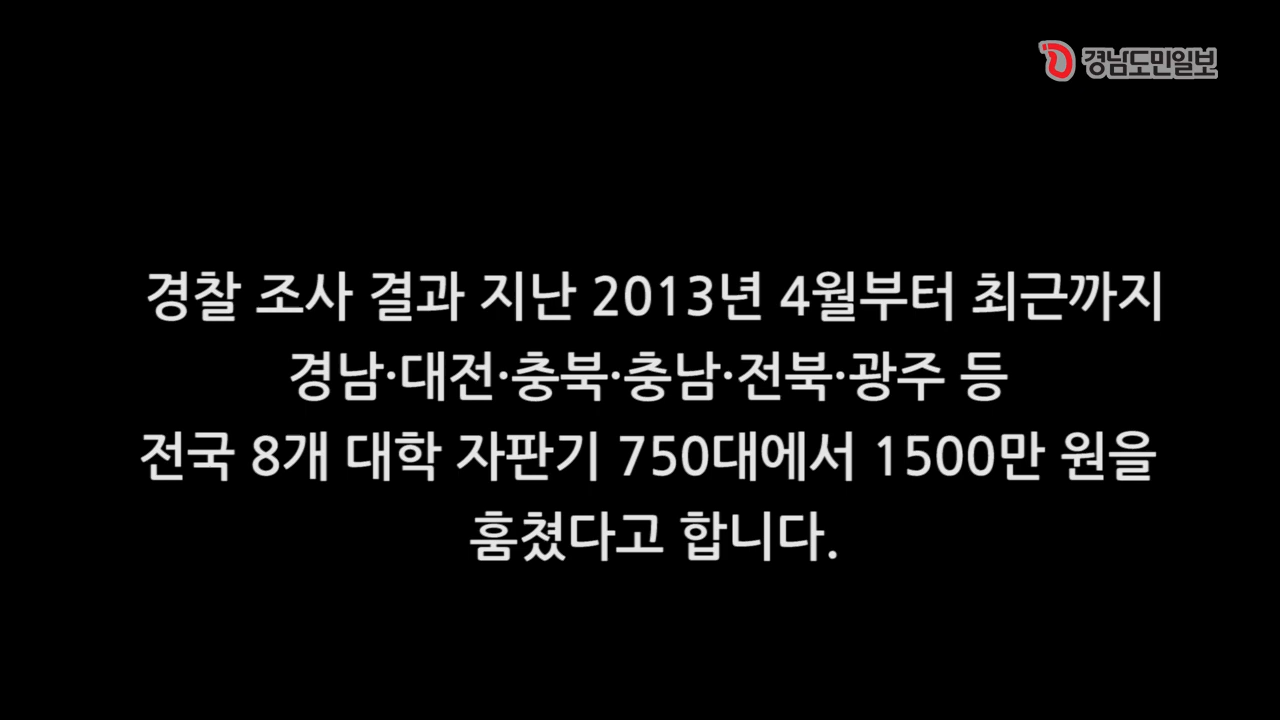 경남도민일보
경찰 조사 결과 지난 2013년 4월부터 최근까지
경남·대전·충북·충남·전북·광주 등
전국 8개 대학 자판기 750대에서 1500만 원을
훔쳤다고 합니다.